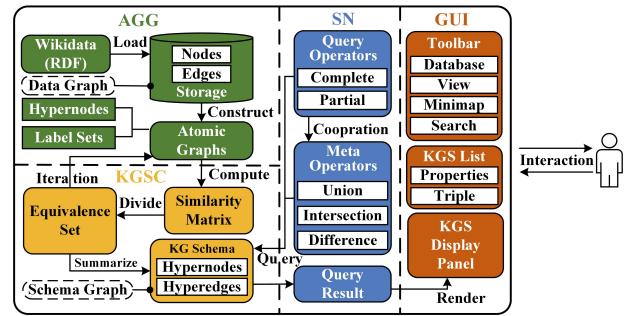 AGG
Wikidata
(RDF)
Load
Nodes
Edges
Storage
Data Graph
Construct
Hypernodes
Label Sets
Atomic
Graphs
Iteration
KGSC
Compute
Equivalence
Set
Divide
Similarity
Matrix
Summarize
KG Schema
Hypernodes
Hyperedges
Schema Graph
Query
SN
Query
Operators
Complete
Partial
Coopration
Meta
Operators
Union
Intersection
Difference
Query
Result
Render
GUI
Toolbar
Database
View
Minimap
Search
KGS List
Properties
Triple
KGS
Display
Panel
Interaction